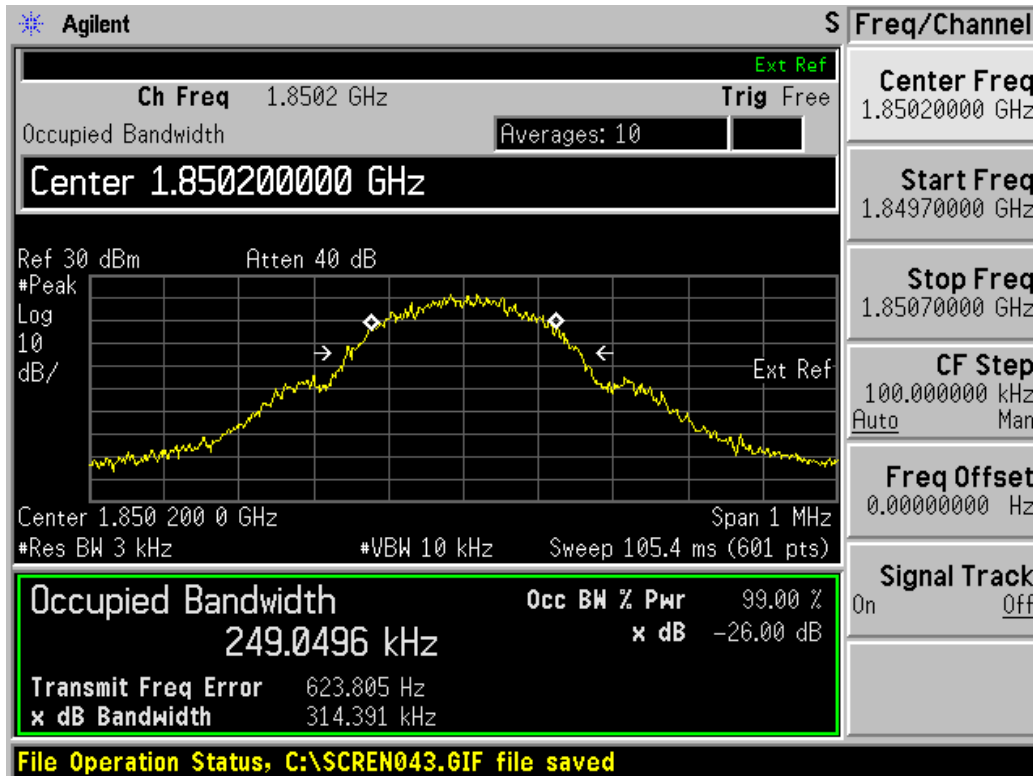 Agilent
S
Freq/Channel
Ext Ref
Ch Freq 1.8502 GHz
Trig Free
Occupied Bandwidth
Averages: 10
Center 1.850200000 GHz
Ref 30 dBm
Atten 40 dB
#Peak
Log
10
dB/
Ext Ref
Center 1.850 200 0 GHz
Span 1 MHz
#Res BW 3 kHz
#VBW 10 kHz
Sweep 105.4 ms (601 pts)
Occupied Bandwidth
249.0496 kHz
Occ BW % Pwr 99.00 %
x dB -26.00 dB
Transmit Freq Error 623.805 Hz
x dB Bandwidth 314.391 kHz
File Operation Status, C:\SCREN043.GIF file saved
Center Freq
1.85020000 GHz
Start Freq
1.84970000 GHz
Stop Freq
1.85070000 GHz
CF Step
100.000000 kHz
Auto Man
Freq Offset
0.00000000 Hz
Signal Track
On Off